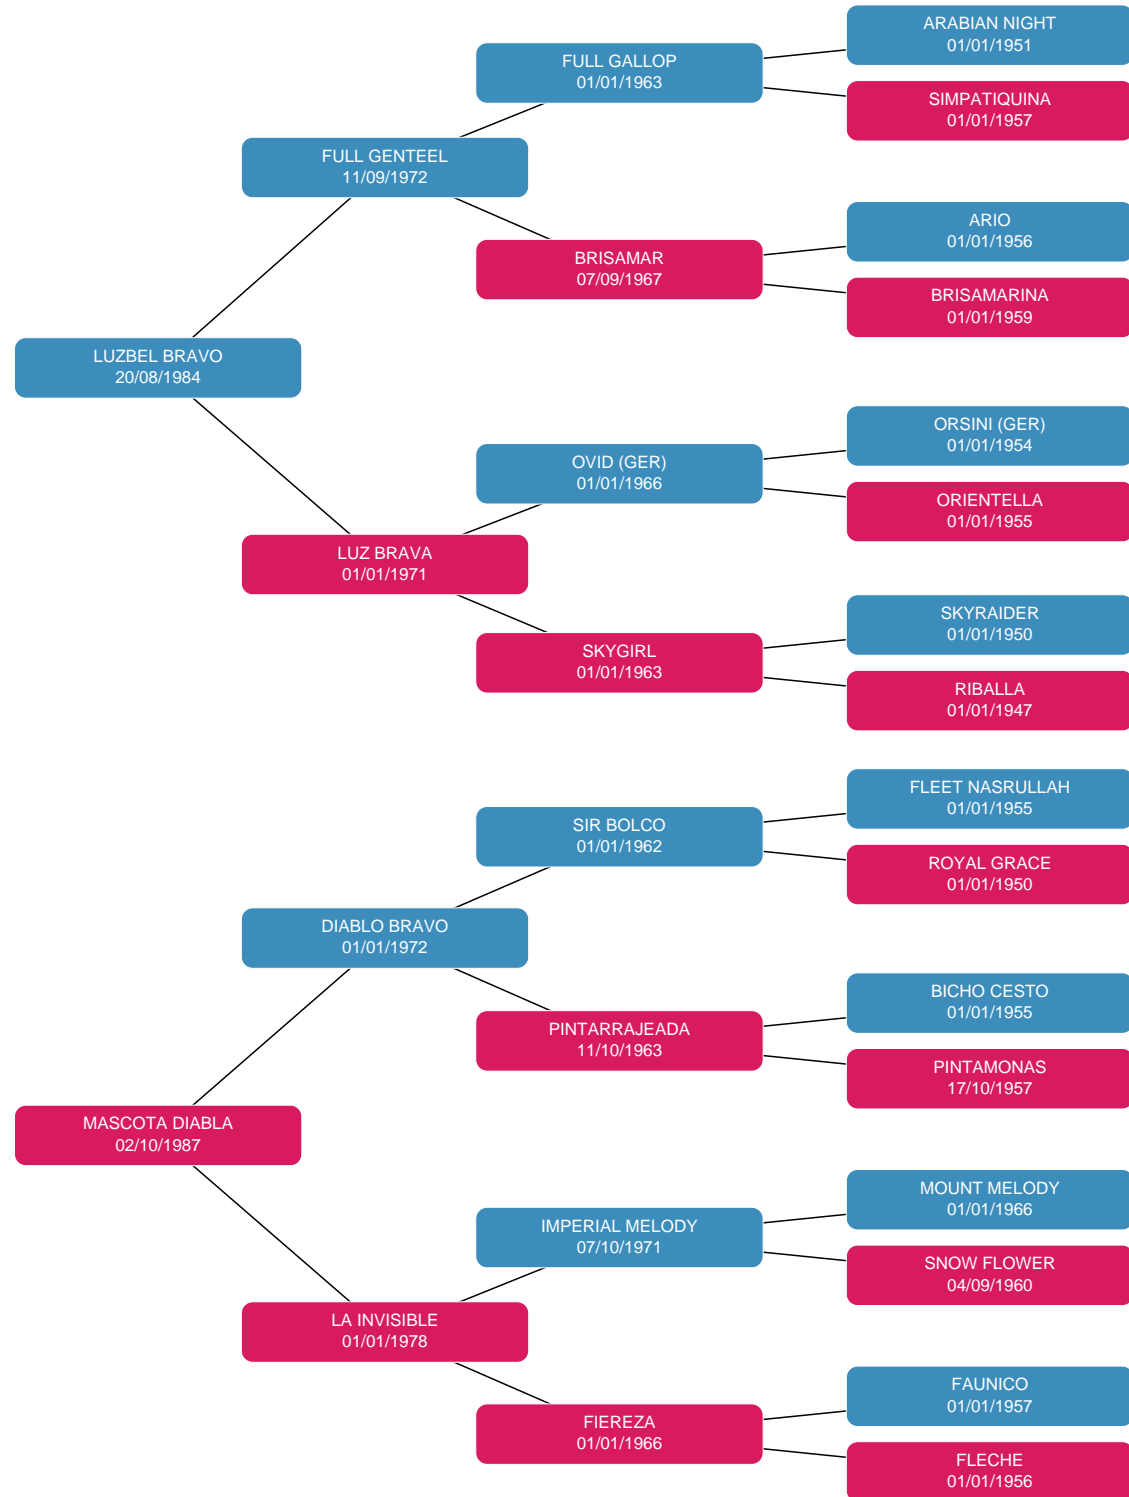 ARABIAN NIGHT
01/01/1951
FULL GALLOP
01/01/1963
SIMPATIQUINA
01/01/1957
FULL GENTEEL
11/09/1972
ARIO
01/01/1956
BRISAMAR
07/09/1967
BRISAMARINA
01/01/1959
LUZBEL BRAVO
20/08/1984
ORSINI (GER)
01/01/1954
OVID (GER)
01/01/1966
ORIENTELLA
01/01/1955
LUZ BRAVA
01/01/1971
SKYRAIDER
01/01/1950
SKYGIRL
01/01/1963
RIBALLA
01/01/1947
FLEET NASRULLAH
01/01/1955
SIR BOLCO
01/01/1962
ROYAL GRACE
01/01/1950
DIABLO BRAVO
01/01/1972
BICHO CESTO
01/01/1955
PINTARRAJEADA
11/10/1963
PINTAMONAS
17/10/1957
MASCOTA DIABLA
02/10/1987
MOUNT MELODY
01/01/1966
IMPERIAL MELODY
07/10/1971
SNOW FLOWER
04/09/1960
LA INVISIBLE
01/01/1978
FAUNICO
01/01/1957
FIEREZA
01/01/1966
FLECHE
01/01/1956